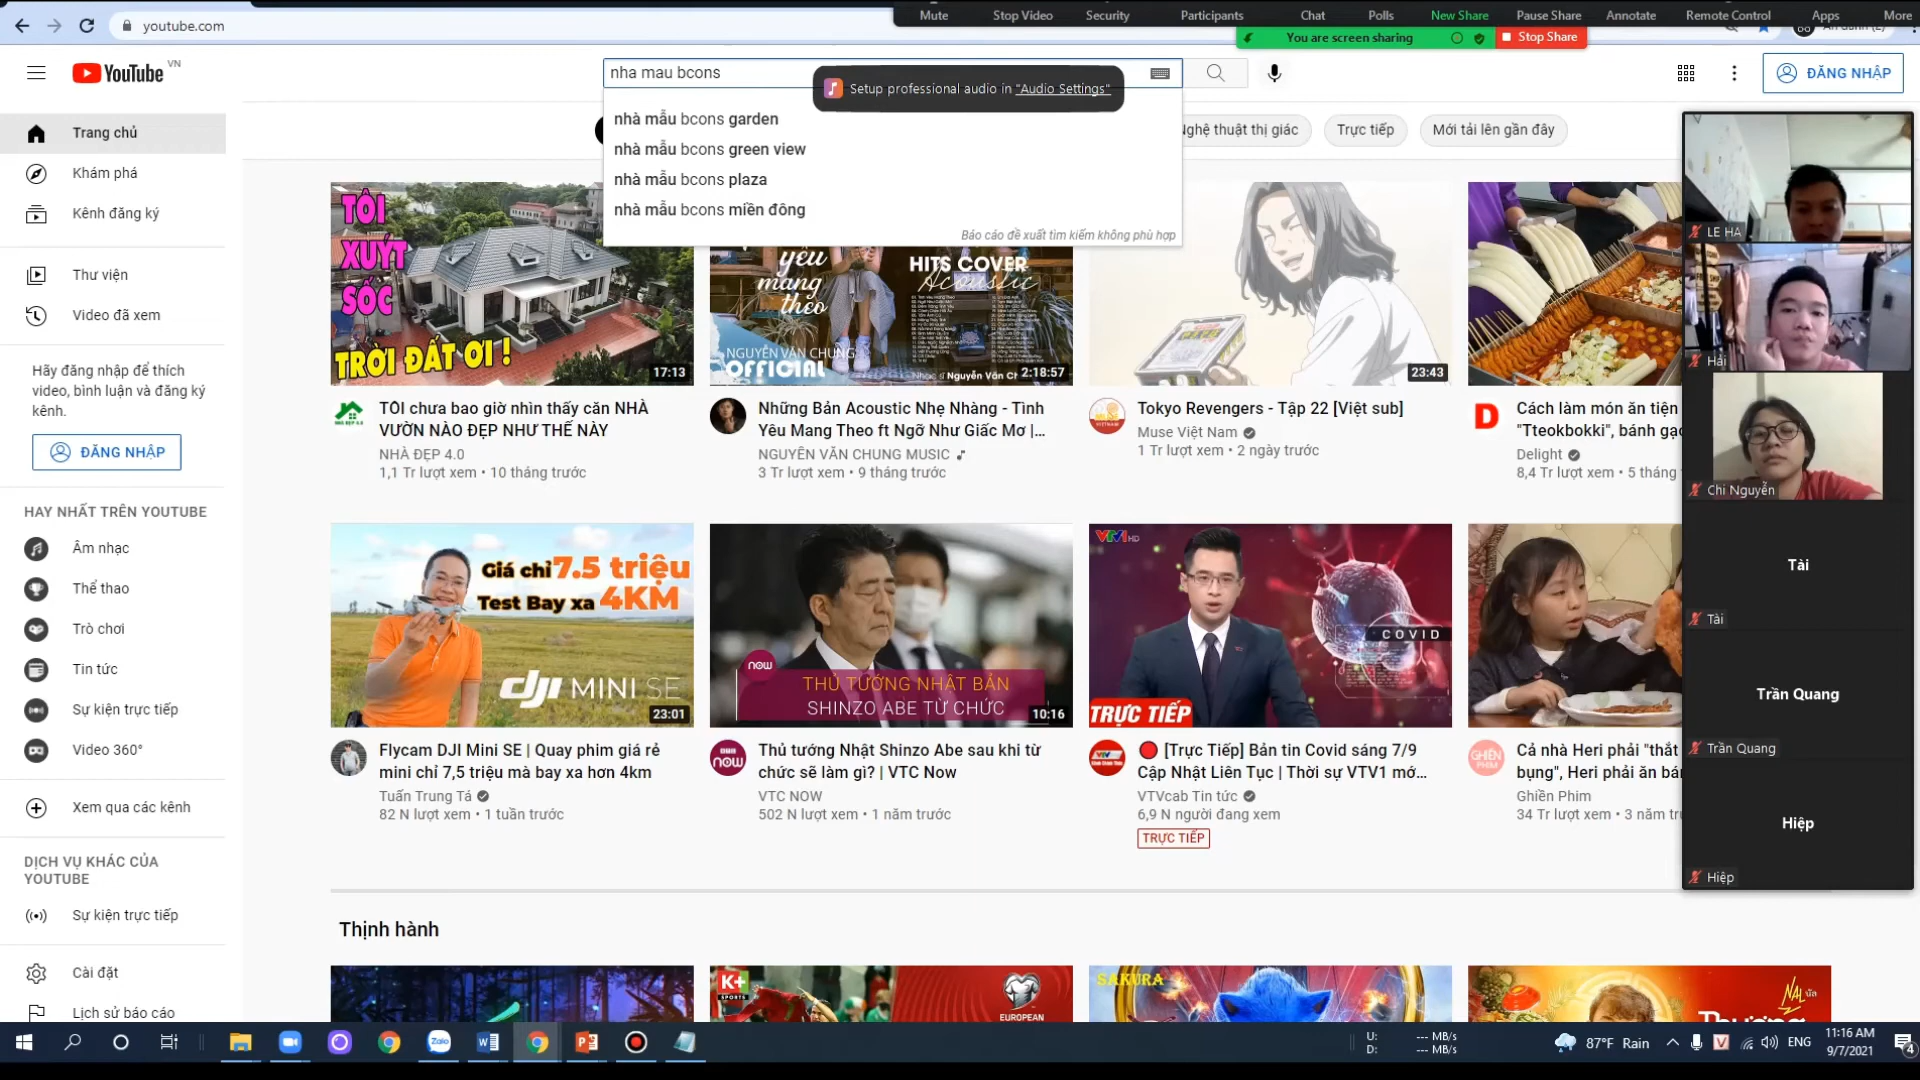 youtube.com
Mute
Stop Video
Security
Participants
Chat
Polls
New Share
Pause Share
Annotate
Remote Control
Apps
More
You are screen sharing
Stop Share
YouTube VN
nha mau bcons
Setup professional audio in "Audio Settings"
ĐĂNG NHẬP
nhà mẫu bcons garden
nhà mẫu bcons green view
nhà mẫu bcons plaza
nhà mẫu bcons miền đông
Báo cáo đề xuất tìm kiếm không phù hợp
Nghệ thuật thị giác
Trực tiếp
Mới tải lên gần đây
Trang chủ
Khám phá
Kênh đăng ký
Thư viện
Video đã xem
Hãy đăng nhập để thích
video, bình luận và đăng ký
kênh.
ĐĂNG NHẬP
HAY NHẤT TRÊN YOUTUBE
Âm nhạc
Thể thao
Trò chơi
Tin tức
Sự kiện trực tiếp
Video 360°
Xem qua các kênh
DỊCH VỤ KHÁC CỦA
YOUTUBE
Sự kiện trực tiếp
Cài đặt
Lịch sử báo cáo
TÔI
XUÝT
SỐC
TRỜI ĐẤT ƠI !
17:13
TÔI chưa bao giờ nhìn thấy căn NHÀ
VƯỜN NÀO ĐẸP NHƯ THẾ NÀY
NHÀ ĐẸP 4.0
1,1 Tr lượt xem • 10 tháng trước
yêu
mang
theo
HITS COVER
Acoustic
NGUYỄN VĂN CHUNG
OFFICIAL
Nhạc sĩ Nguyễn Văn Ch
2:18:57
Những Bản Acoustic Nhẹ Nhàng - Tình
Yêu Mang Theo ft Ngỡ Như Giấc Mơ |...
NGUYỄN VĂN CHUNG MUSIC
3 Tr lượt xem • 9 tháng trước
23:43
Tokyo Revengers - Tập 22 [Việt sub]
Muse Việt Nam
1 Tr lượt xem • 2 ngày trước
Cách làm món ăn tiện
"Tteokbokki", bánh gạo
Delight
8,4 Tr lượt xem • 5 tháng
Giá chỉ 7.5 triệu
Test Bay xa 4KM
dji MINI SE
23:01
Flycam DJI Mini SE | Quay phim giá rẻ
mini chỉ 7,5 triệu mà bay xa hơn 4km
Tuấn Trung Tá
82 N lượt xem • 1 tuần trước
now
THỦ TƯỚNG NHẬT BẢN
SHINZO ABE TỪ CHỨC
10:16
Thủ tướng Nhật Shinzo Abe sau khi từ
chức sẽ làm gì? | VTC Now
VTC NOW
502 N lượt xem • 1 năm trước
VTV1 HD
COVID
TRỰC TIẾP
[Trực Tiếp] Bản tin Covid sáng 7/9
Cập Nhật Liên Tục | Thời sự VTV1 mớ...
VTVcab Tin tức
6,9 N người đang xem
TRỰC TIẾP
Cả nhà Heri phải "thắt
bụng", Heri phải ăn bán
Ghiền Phim
34 Tr lượt xem • 3 năm trư
Thịnh hành
K+
SPORTS
EUROPEAN
SAKURA
NAL
LE HA
Hải
Chi Nguyễn
Tài
Tài
Trần Quang
Trần Quang
Hiệp
Hiệp
U:
D:
--- MB/s
--- MB/s
87°F Rain
ENG
11:16 AM
9/7/2021
4